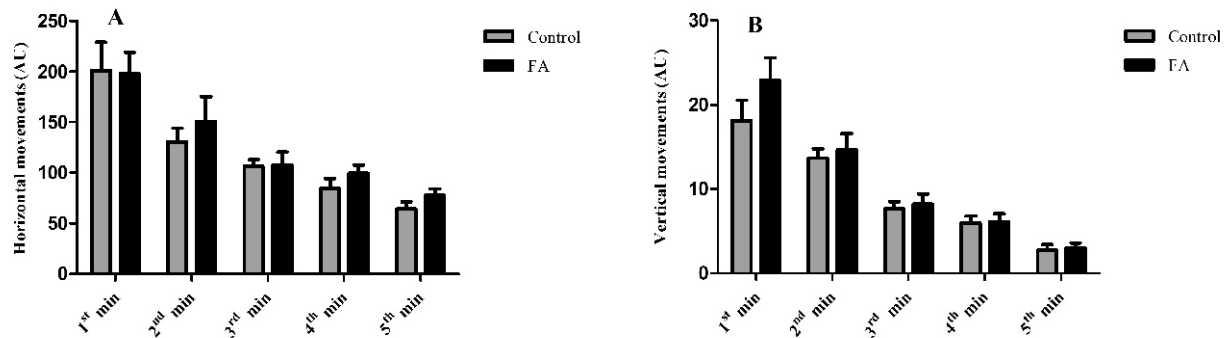 A
Horizontal movements (AU)
250
200
150
100
50
0
1st min
2nd min
3rd min
4th min
5th min
Control
FA
B
Vertical movements (AU)
30
20
10
0
1st min
2nd min
3rd min
4th min
5th min
Control
FA